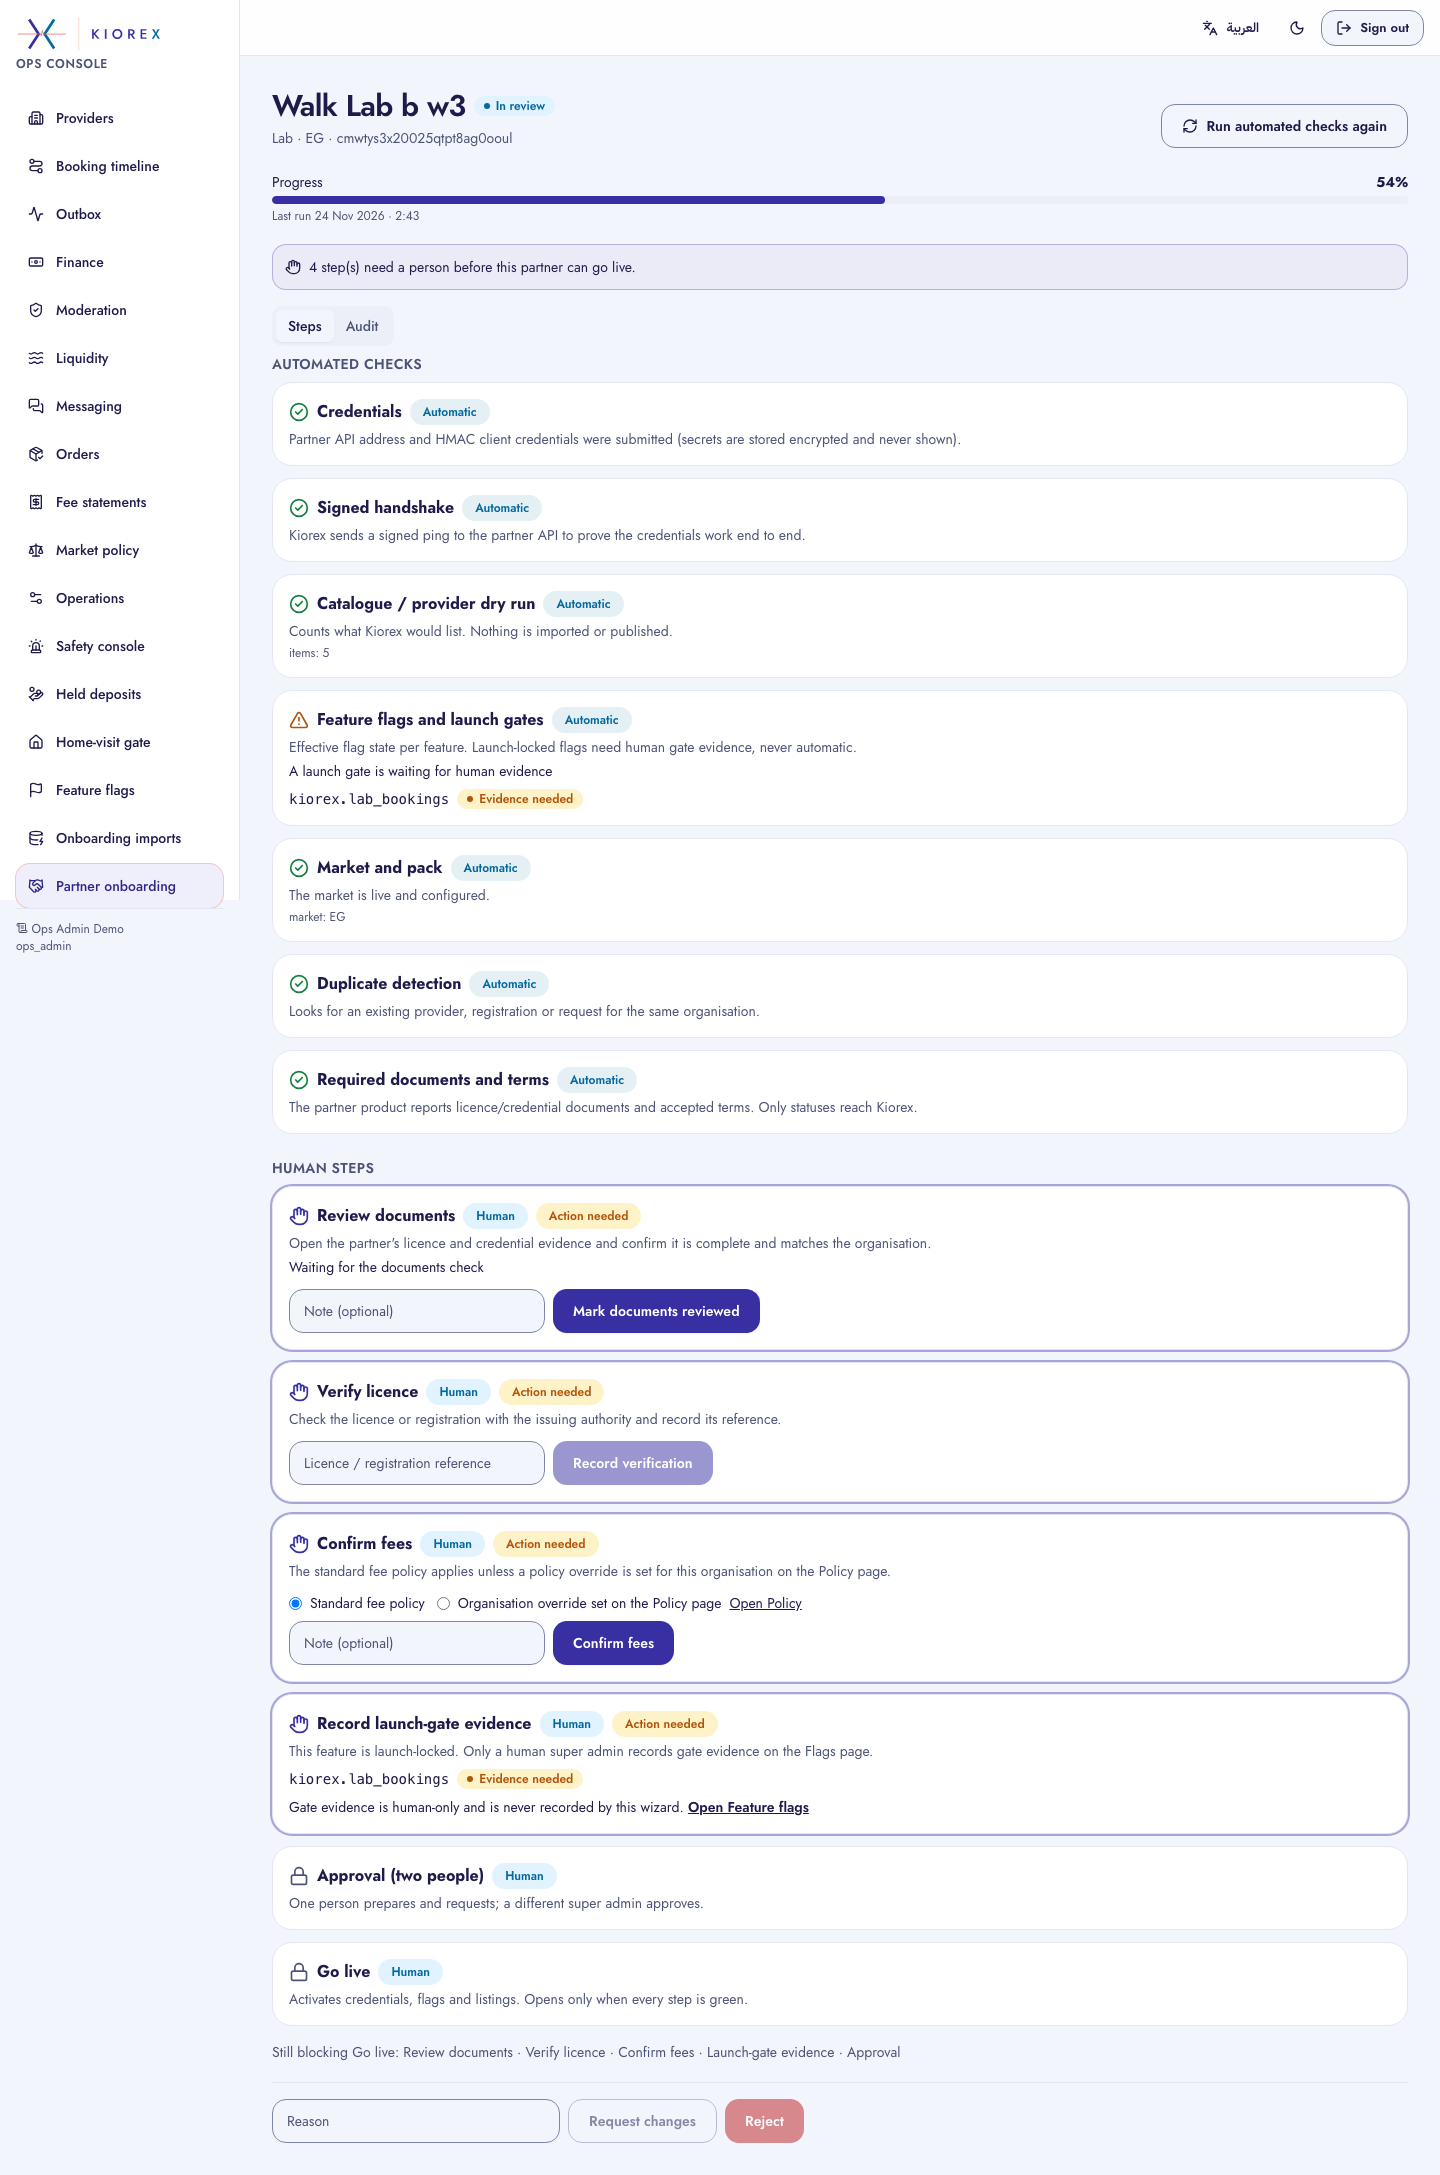 KIOREX
OPS CONSOLE
Providers
Booking timeline
Outbox
Finance
Moderation
Liquidity
Messaging
Orders
Fee statements
Market policy
Operations
Safety console
Held deposits
Home-visit gate
Feature flags
Onboarding imports
Partner onboarding
Ops Admin Demo
ops_admin
العربية
Sign out
Walk Lab b w3 In review
Lab · EG · cmwtys3x20025qtpt8ag0ooul
Run automated checks again
Progress 54%
Last run 24 Nov 2026 · 2:43
4 step(s) need a person before this partner can go live.
Steps Audit
AUTOMATED CHECKS
Credentials Automatic
Partner API address and HMAC client credentials were submitted (secrets are stored encrypted and never shown).
Signed handshake Automatic
Kiorex sends a signed ping to the partner API to prove the credentials work end to end.
Catalogue / provider dry run Automatic
Counts what Kiorex would list. Nothing is imported or published.
items: 5
Feature flags and launch gates Automatic
Effective flag state per feature. Launch-locked flags need human gate evidence, never automatic.
A launch gate is waiting for human evidence
kiorex.lab_bookings Evidence needed
Market and pack Automatic
The market is live and configured.
market: EG
Duplicate detection Automatic
Looks for an existing provider, registration or request for the same organisation.
Required documents and terms Automatic
The partner product reports licence/credential documents and accepted terms. Only statuses reach Kiorex.
HUMAN STEPS
Review documents Human Action needed
Open the partner's licence and credential evidence and confirm it is complete and matches the organisation.
Waiting for the documents check
Note (optional) Mark documents reviewed
Verify licence Human Action needed
Check the licence or registration with the issuing authority and record its reference.
Licence / registration reference Record verification
Confirm fees Human Action needed
The standard fee policy applies unless a policy override is set for this organisation on the Policy page.
Standard fee policy Organisation override set on the Policy page Open Policy
Note (optional) Confirm fees
Record launch-gate evidence Human Action needed
This feature is launch-locked. Only a human super admin records gate evidence on the Flags page.
kiorex.lab_bookings Evidence needed
Gate evidence is human-only and is never recorded by this wizard. Open Feature flags
Approval (two people) Human
One person prepares and requests; a different super admin approves.
Go live Human
Activates credentials, flags and listings. Opens only when every step is green.
Still blocking Go live: Review documents · Verify licence · Confirm fees · Launch-gate evidence · Approval
Reason Request changes Reject